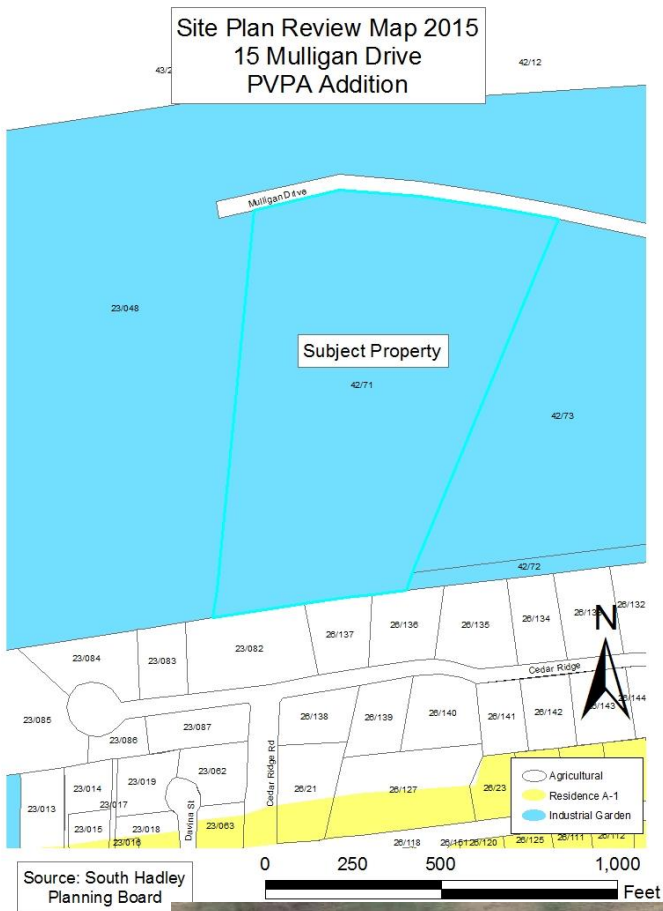 Site Plan Review Map 2015
15 Mulligan Drive
PVPA Addition
42/12
Mulligan Drive
23/048
Subject Property
42/71
42/73
42/72
26/132
26/134
26/135
26/136
26/137
23/082
23/083
23/084
N
Cedar Ridge
23/085
23/086
23/087
26/138
26/139
26/140
26/141
26/142
26/143
Cedar Ridge Rd
23/013
23/014
23/017
23/019
23/062
26/21
26/127
26/23
23/015
23/018
23/016
Davina St
23/063
26/118
26/120
26/125
26/111
26/112
Agricultural
Residence A-1
Industrial Garden
Source: South Hadley
Planning Board
0 250 500 1,000
Feet